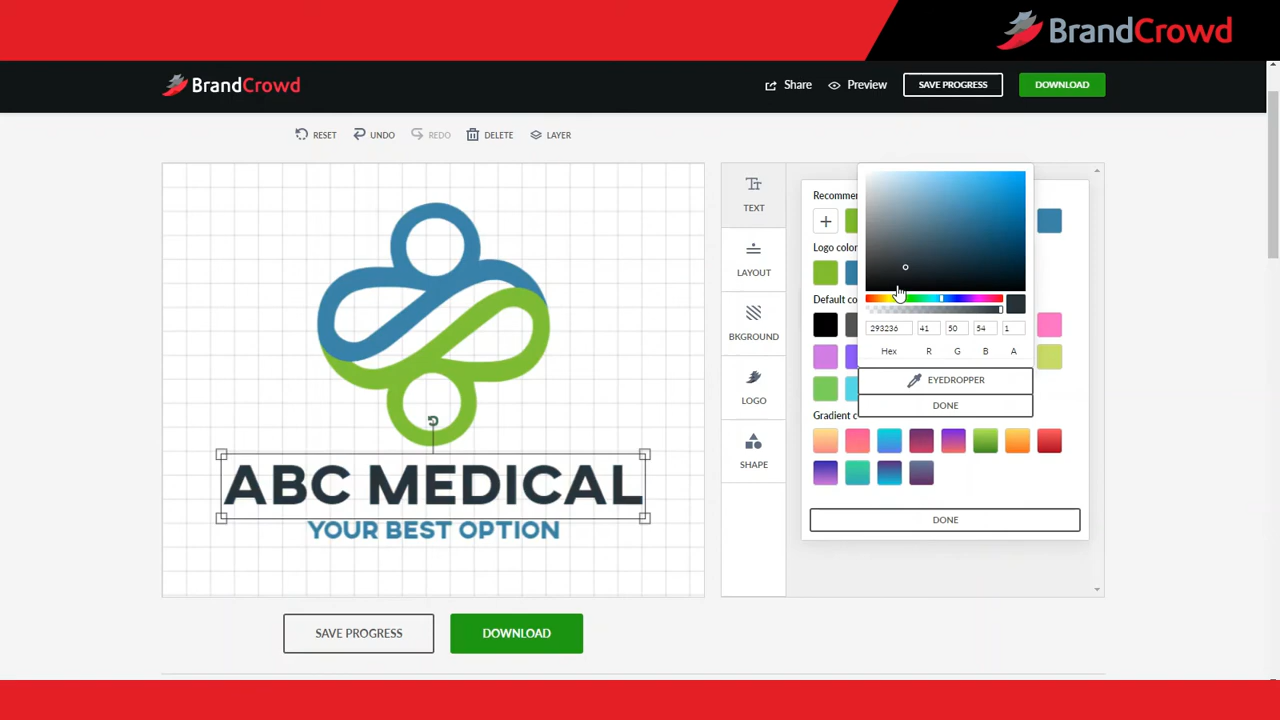 BrandCrowd
BrandCrowd
Share
Preview
SAVE PROGRESS
DOWNLOAD
RESET
UNDO
REDO
DELETE
LAYER
ABC MEDICAL
YOUR BEST OPTION
TEXT
LAYOUT
BKGROUND
LOGO
SHAPE
Recommen
Logo color
Default co
293236 41 50 54 1
Hex R G B A
EYEDROPPER
DONE
Gradient c
DONE
SAVE PROGRESS
DOWNLOAD